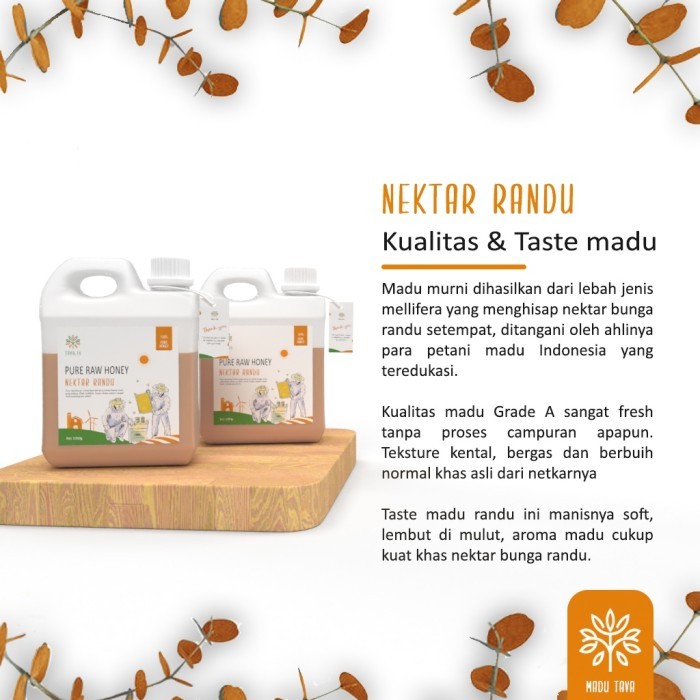 NEKTAR RANDU
Kualitas & Taste madu
Madu murni dihasilkan dari lebah jenis
mellifera yang menghisap nektar bunga
randu setempat, ditangani oleh ahlinya
para petani madu Indonesia yang
teredukasi.
Kualitas madu Grade A sangat fresh
tanpa proses campuran apapun.
Teksture kental, bergas dan berbuih
normal khas asli dari netkarnya
Taste madu randu ini manisnya soft,
lembut di mulut, aroma madu cukup
kuat khas nektar bunga randu.
PURE RAW HONEY
NEKTAR RANDU
PURE RAW HONEY
NEKTAR RANDU
MADU TAVA